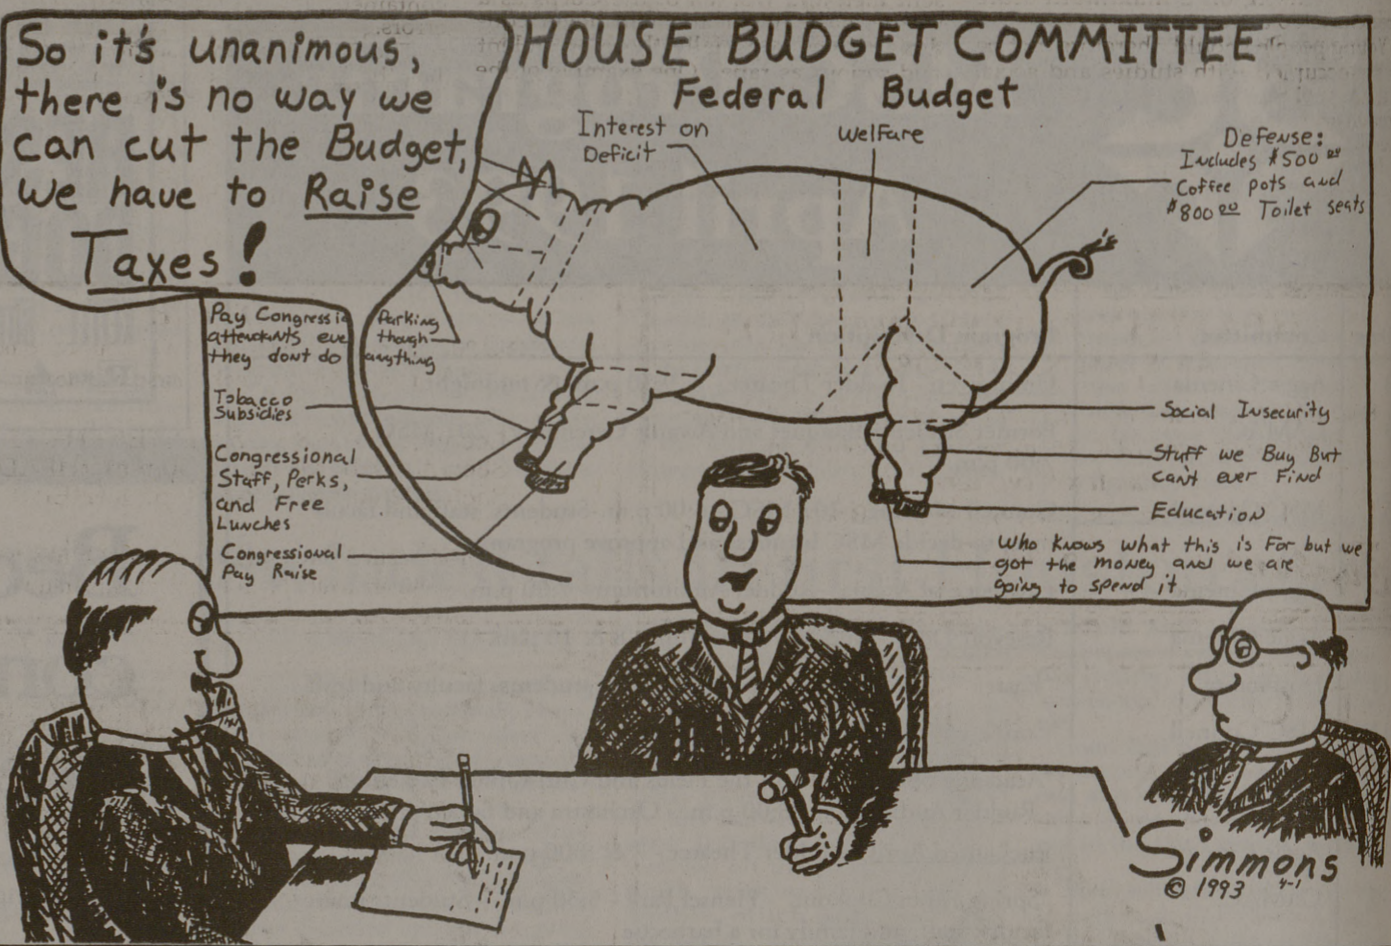 So it's unanimous,
there is no way we
can cut the Budget,
we have to Raise
Taxes!
HOUSE BUDGET COMMITTEE
Federal Budget
Interest on
Deficit
Welfare
Defense:
Includes $500 00
Coffee pots and
$800 00 Toilet seats
Pay Congressi
attendants eve
they dont do
Parking
though
anything
Tobacco
Subsidies
Congressional
Staff, Perks,
and Free
Lunches
Congressional
Pay Raise
Social Insecurity
Stuff we Buy But
can't ever Find
Education
Who knows what this is For but we
got the money and we are
going to spend it
Simmons
© 1993 4-1